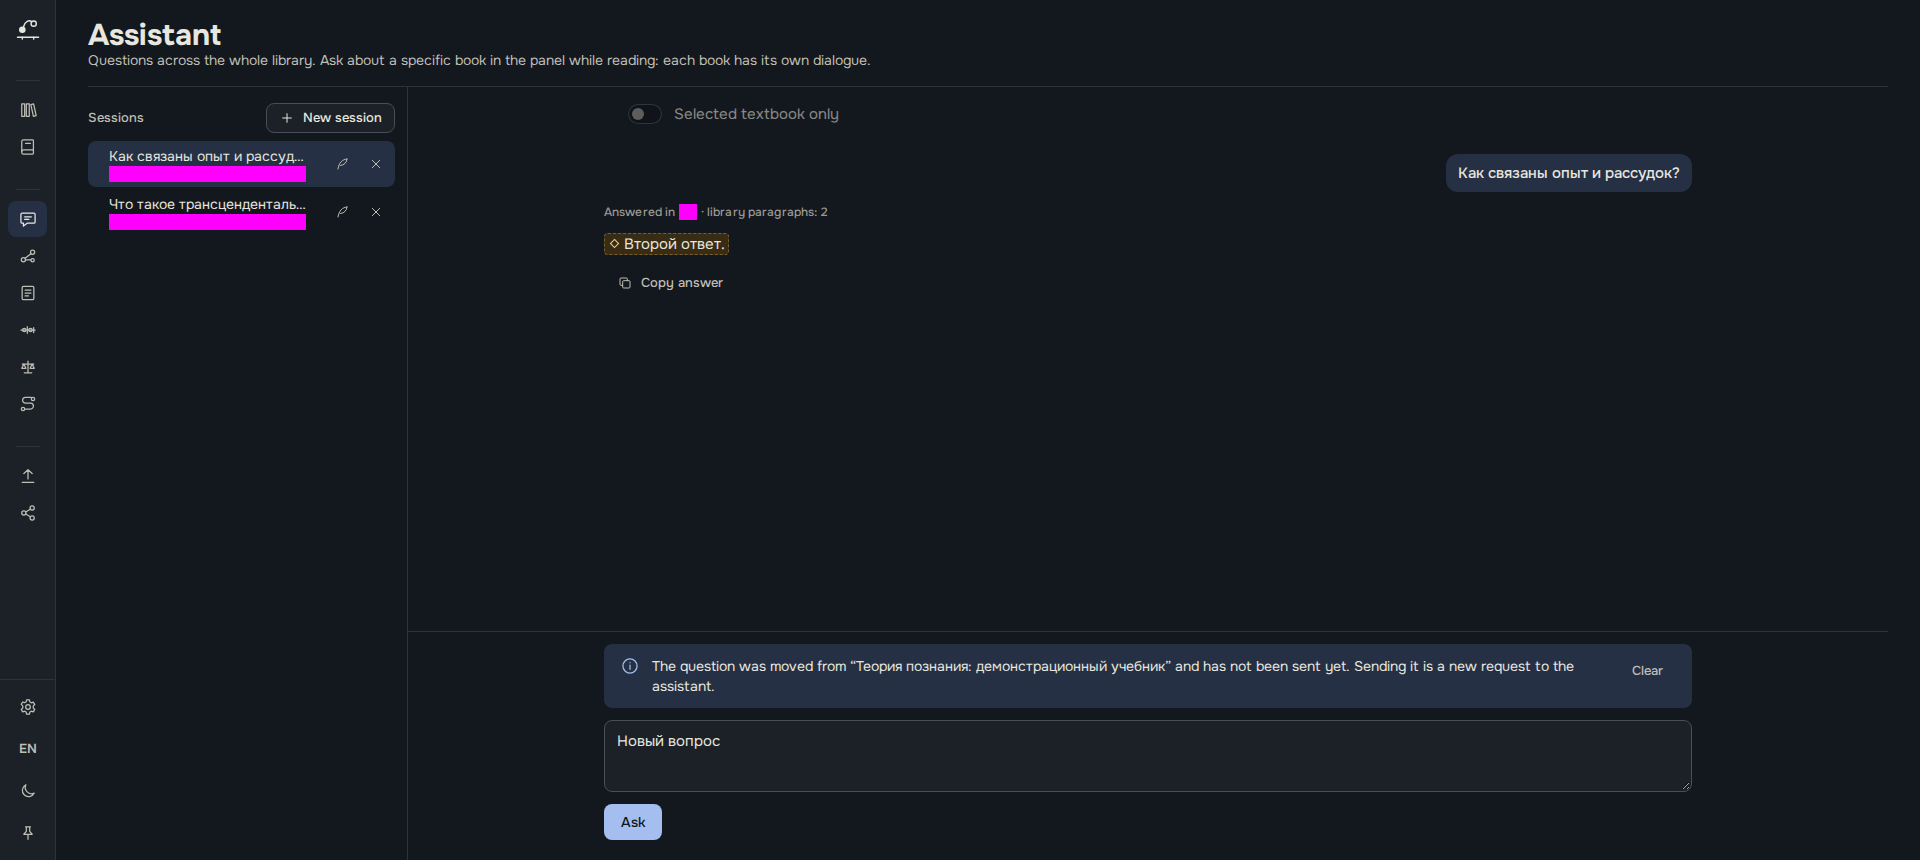 Assistant
Questions across the whole library. Ask about a specific book in the panel while reading: each book has its own dialogue.
Sessions
New session
Как связаны опыт и рассуд...
Что такое трансценденталь...
Selected textbook only
Как связаны опыт и рассудок?
Answered in · library paragraphs: 2
Второй ответ.
Copy answer
The question was moved from “Теория познания: демонстрационный учебник” and has not been sent yet. Sending it is a new request to the
assistant.
Clear
Новый вопрос
Ask
EN